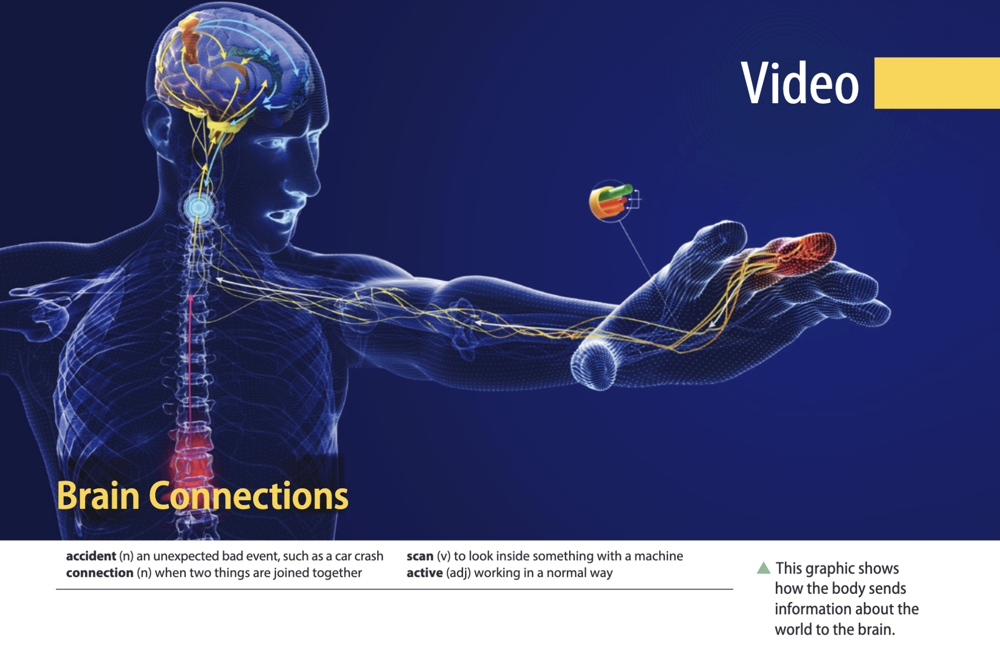 Video
Brain Connections
accident (n) an unexpected bad event, such as a car crash
connection (n) when two things are joined together
scan (v) to look inside something with a machine
active (adj) working in a normal way
This graphic shows
how the body sends
information about the
world to the brain.